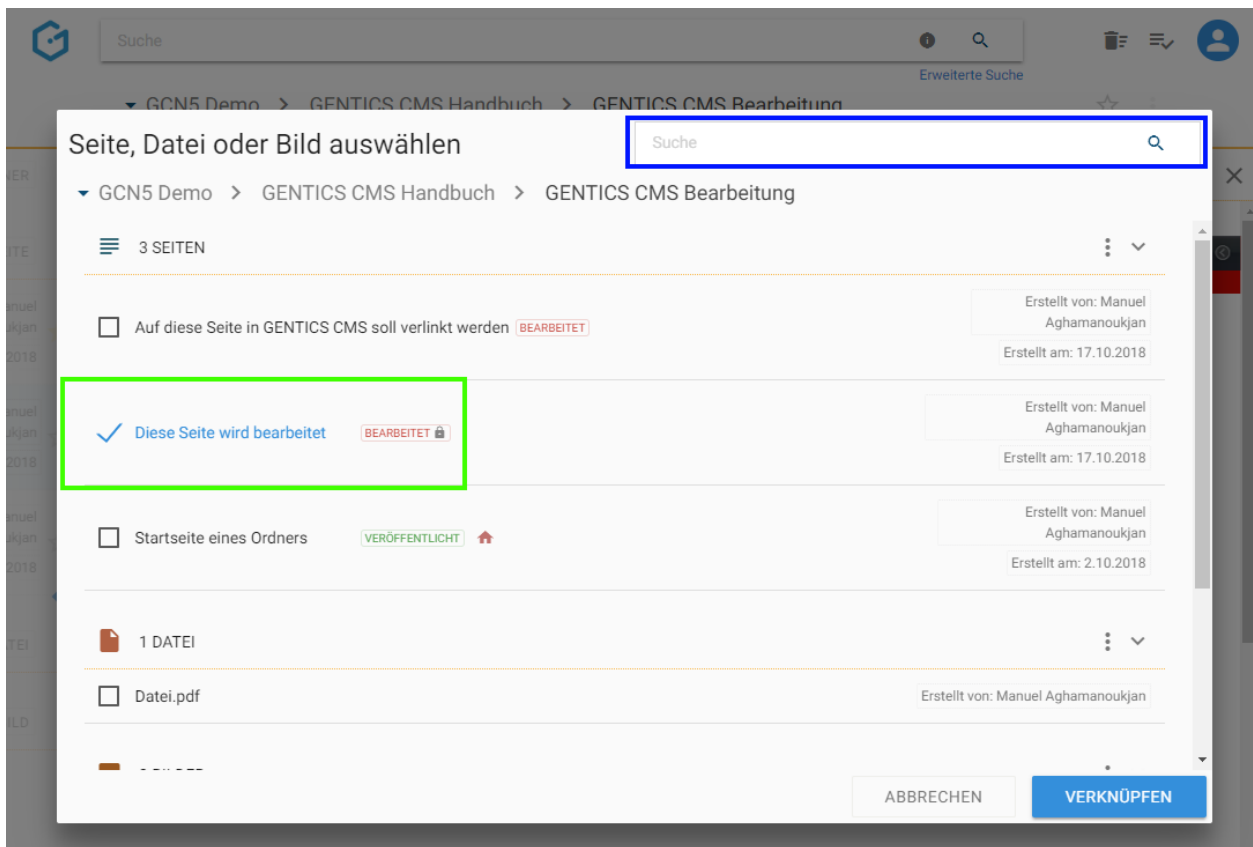 Suche
Erweiterte Suche
GCN5 Demo > GENTICS CMS Handbuch > GENTICS CMS Bearbeitung
Seite, Datei oder Bild auswählen
Suche
GCN5 Demo > GENTICS CMS Handbuch > GENTICS CMS Bearbeitung
3 SEITEN
Auf diese Seite in GENTICS CMS soll verlinkt werden BEARBEITET
Erstellt von: Manuel
Aghamanoukjan
Erstellt am: 17.10.2018
Diese Seite wird bearbeitet BEARBEITET
Erstellt von: Manuel
Aghamanoukjan
Erstellt am: 17.10.2018
Startseite eines Ordners VERÖFFENTLICHT
Erstellt von: Manuel
Aghamanoukjan
Erstellt am: 2.10.2018
1 DATEI
Datei.pdf
Erstellt von: Manuel Aghamanoukjan
ABBRECHEN
VERKNÜPFEN